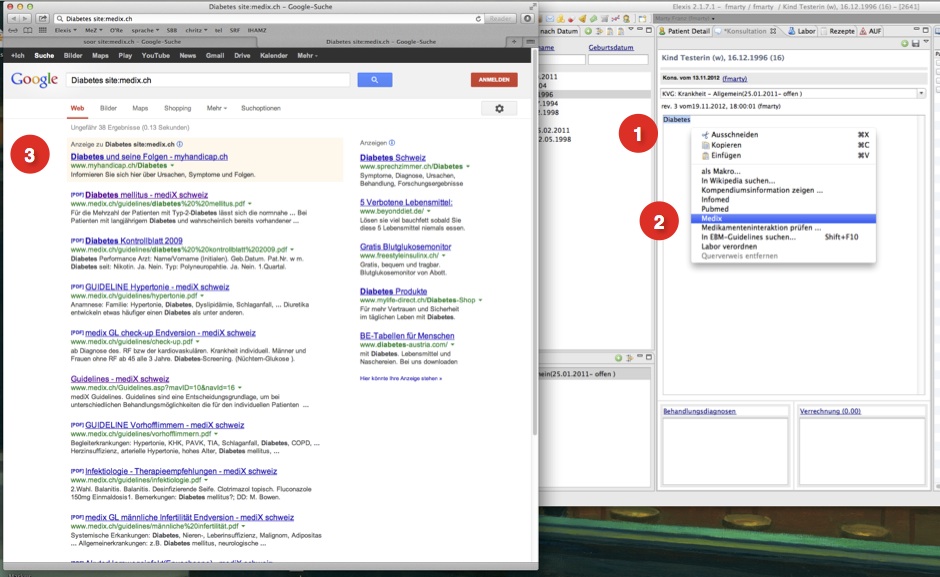 Diabetes site:medix.ch – Google-Suche
Diabetes site:medix.ch
Reader
Elexis MeZ O'Re sprache SBB chritz tel SRF IHAMZ
soor site:medix.ch – Google-Suche
Diabetes site:medix.ch – Google-Suche
+Ich Suche Bilder Maps Play YouTube News Gmail Drive Kalender Mehr
Google
Diabetes site:medix.ch
ANMELDEN
Web Bilder Maps Shopping Mehr Suchoptionen
Ungefähr 38 Ergebnisse (0.13 Sekunden)
3
Anzeige zu Diabetes site:medix.ch
Diabetes und seine Folgen - myhandicap.ch
www.myhandicap.ch/Diabetes
Informieren Sie sich hier über Ursachen, Symptome und Folgen.
[PDF] Diabetes mellitus - mediX schweiz
www.medix.ch/guidelines/diabetes%20%20mellitus.pdf
Für die Mehrzahl der Patienten mit Typ-2-Diabetes lässt sich die nomnahe ... Bei
Patienten mit langjährigem Diabetes und wahrscheinlich bereits vorhandener ...
[PDF] Diabetes Kontrollblatt 2009
www.medix.ch/guidelines/diabetes%20%20kontrollblatt%202009.pdf
Diabetes Performance Arzt: Name/Vorname (Initialen). Geb.Datum. Pat.Nr. w m.
Diabetes seit: Nikotin. Ja. Nein. Typ: Polyneuropathie. Ja. Nein. 1.Quartal.
[PDF] GUIDELINE Hypertonie - mediX schweiz
www.medix.ch/guidelines/hypertonie.pdf
Anamnese: Familie: Hypertonie, Diabetes, Dyslipidämie, Schlaganfall, ... Diuretika
entwickeln etwas häufiger einen Diabetes als unter anderen.
[PDF] medix GL check-up Endversion - mediX schweiz
www.medix.ch/guidelines/check-up.pdf
ab Diagnose des. RF bzw der kardovaskulären. Krankheit individuell. Männer und
Frauen ohne RF ab 45 alle 3 Jahre. Diabetes-Screening. (Nüchtern-Glukose ).
Guidelines - mediX schweiz
www.medix.ch/Guidelines.asp?mavID=10&navId=16
mediX Guidelines. Guidelines sind eine Entscheidungsgrundlage, um bei
unterschiedlichen Behandlungsmöglichkeiten die für den individuellen Patienten ...
[PDF] GUIDELINE Vorhofflimmern - mediX schweiz
www.medix.ch/guidelines/vorhofflimmern.pdf
Begleiterkrankungen: Hypertonie, KHK, PAVK, TIA, Schlaganfall, Diabetes, COPD, ...
Herzinsuffizienz, arterielle Hypertonie, hohes Alter, Diabetes mellitus, ...
[PDF] Infektiologie - Therapieempfehlungen - mediX schweiz
www.medix.ch/guidelines/infektiologie.pdf
2.Wahl. Balanitis. Balanitis. Desinfizierende Seife. Clotrimazol topisch. Fluconazole
150mg Einmaldosis1. Bemerkungen: Diabetes mellitus?; DD: M. Bowen.
[PDF] medix GL männliche Infertilität Endversion - mediX schweiz
www.medix.ch/guidelines/männliche%20infertilität.pdf
Systemische Erkrankungen: Diabetes, Nieren-, Leberinsuffizienz, Malignom, Adipositas
... Allgemeinerkrankungen: z.B. Diabetes mellitus, neurologische ...
Anzeigen
Diabetes Schweiz
www.sprechzimmer.ch/Diabetes
Symptome, Diagnose, Ursachen,
Behandlung, Forschungsergebnisse
5 Verbotene Lebensmittel:
www.beyonddiet.de/
Lösen sie viel bauchfett sobald Sie
diese 5 Lebensmittel niemals essen.
Gratis Blutglukosemonitor
www.freestyleinsulinx.ch/
Gratis, bequem und tragbar.
Blutglukosemonitor von Abott.
Diabetes Produkte
www.mylife-direct.ch/Diabetes-Shop
Für mehr Vertrauen und Sicherheit
im täglichen Leben mit Diabetes.
BE-Tabellen für Menschen
www.diabetes-austria.com/
mit Diabetes. Lebensmittel und
Naschereien. Bei uns downloaden
Hier könnte Ihre Anzeige stehen »
Elexis 2.1.7.1 - fmarty / fmarty / Kind Testerin (w), 16.12.1996 (16) - [2641]
nach Datum
name Geburtsdatum
.2011
1996
.1994
.1998
02.2011
2.05.1998
ein(25.01.2011- offen )
Patient Detail *Konsultation Labor Rezepte AUF
Kind Testerin (w), 16.12.1996 (16)
Kons. vom 13.11.2012 (fmarty)
KVG: Krankheit - Allgemein(25.01.2011- offen )
rev. 3 vom19.11.2012, 18:00:01 (fmarty)
Diabetes
1
Ausschneiden ⌘X
Kopieren ⌘C
Einfügen ⌘V
als Makro...
In Wikipedia suchen...
Kompendiumsinformation zeigen ...
Infomed
Pubmed
2
Medix
Medikamenteninteraktion prüfen ...
In EBM-Guidelines suchen... Shift+F10
Labor verordnen
Querverweis entfernen
Behandlungsdiagnosen
Verrechnung (0.00)